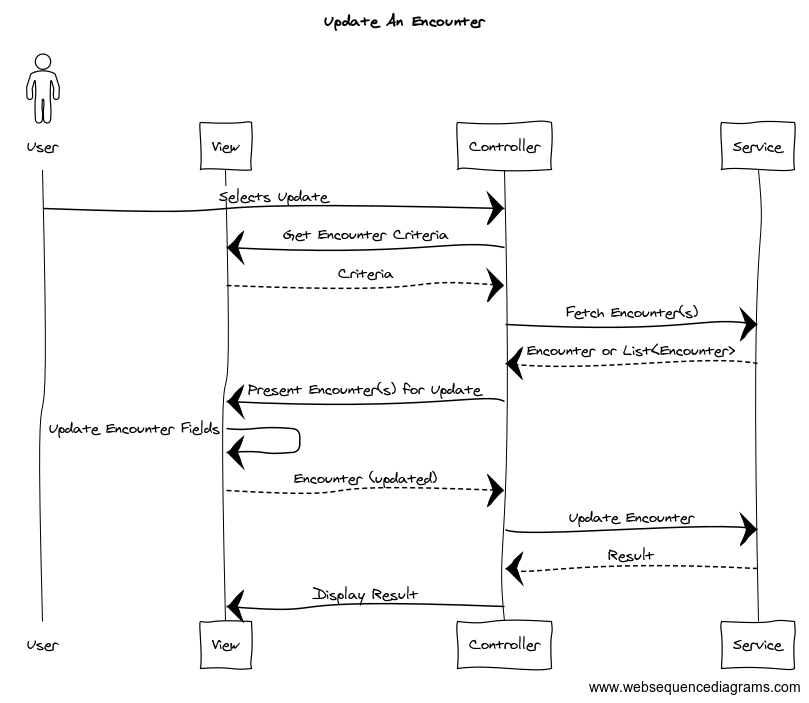 Update An Encounter
User
View
Controller
Service
Selects Update
Get Encounter Criteria
Criteria
Fetch Encounter(s)
Encounter or List<Encounter>
Present Encounter(s) for Update
Update Encounter Fields
Encounter (updated)
Update Encounter
Result
Display Result
User
View
Controller
Service
www.websequencediagrams.com